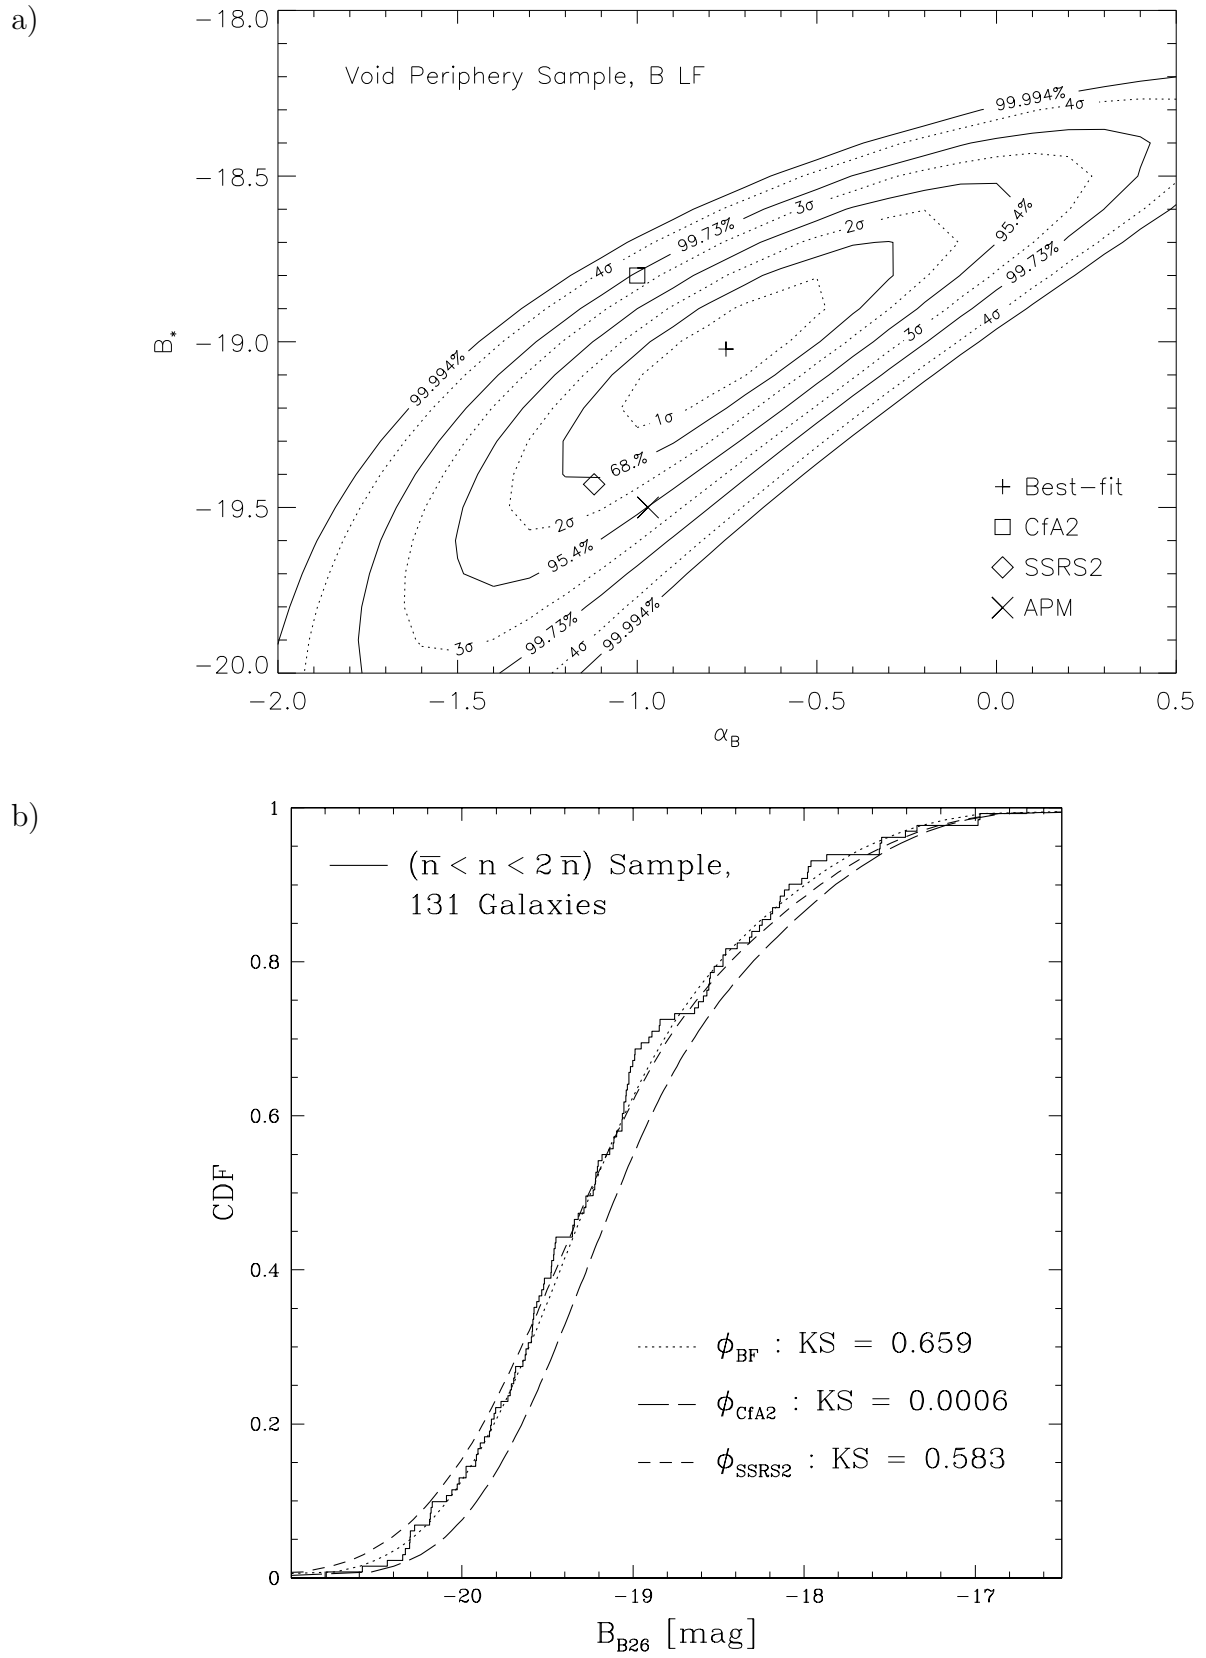 a)
-18.0
-18.5
-19.0
-19.5
-20.0
B*
Void Periphery Sample, B LF
99.994%
4σ
99.73%
3σ
2σ
95.4%
99.73%
4σ
3σ
4σ
99.994%
1σ
68.%
2σ
95.4%
3σ
99.73%
4σ
99.994%
+ Best-fit
□ CfA2
◇ SSRS2
× APM
-2.0 -1.5 -1.0 -0.5 0.0 0.5
αB
b)
1
0.8
0.6
0.4
0.2
0
CDF
(n̅ < n < 2 n̅) Sample,
131 Galaxies
ϕBF : KS = 0.659
ϕCfA2 : KS = 0.0006
ϕSSRS2 : KS = 0.583
-20 -19 -18 -17
BB26 [mag]